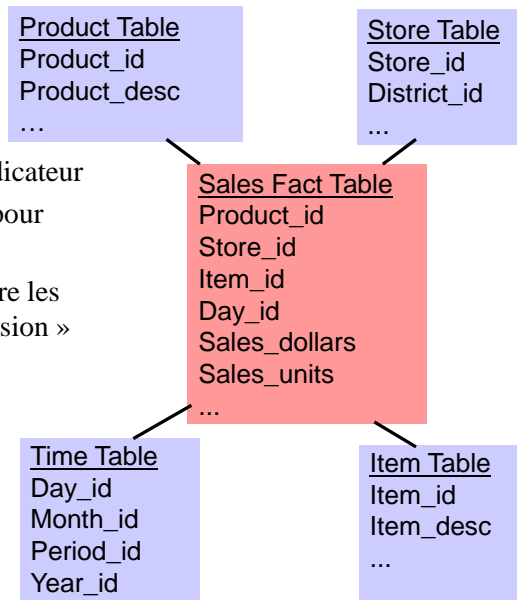 Product Table
Product_id
Product_desc
…
Store Table
Store_id
District_id
...
pour
re les
sion »
Sales Fact Table
Product_id
Store_id
Item_id
Day_id
Sales_dollars
Sales_units
...
Time Table
Day_id
Month_id
Period_id
Year_id
Item Table
Item_id
Item_desc
...